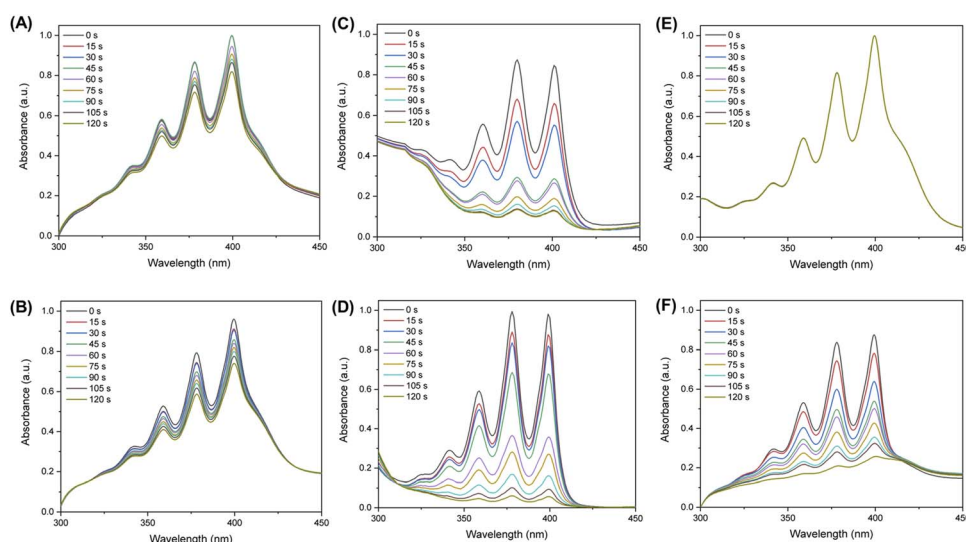 (A)
0 s
15 s
30 s
45 s
60 s
75 s
90 s
105 s
120 s
1.0
0.8
0.6
0.4
0.2
0.0
Absorbance (a.u.)
300 350 400 450
Wavelength (nm)
(C)
0 s
15 s
30 s
45 s
60 s
75 s
90 s
105 s
120 s
1.0
0.8
0.6
0.4
0.2
0.0
Absorbance (a.u.)
300 350 400 450
Wavelength (nm)
(E)
0 s
15 s
30 s
45 s
60 s
75 s
90 s
105 s
120 s
1.0
0.8
0.6
0.4
0.2
0.0
Absorbance (a.u.)
300 350 400 450
Wavelength (nm)
(B)
0 s
15 s
30 s
45 s
60 s
75 s
90 s
105 s
120 s
1.0
0.8
0.6
0.4
0.2
0.0
Absorbance (a.u.)
300 350 400 450
Wavelength (nm)
(D)
0 s
15 s
30 s
45 s
60 s
75 s
90 s
105 s
120 s
1.0
0.8
0.6
0.4
0.2
0.0
Absorbance (a.u.)
300 350 400 450
Wavelength (nm)
(F)
0 s
15 s
30 s
45 s
60 s
75 s
90 s
105 s
120 s
1.0
0.8
0.6
0.4
0.2
0.0
Absorbance (a.u.)
300 350 400 450
Wavelength (nm)